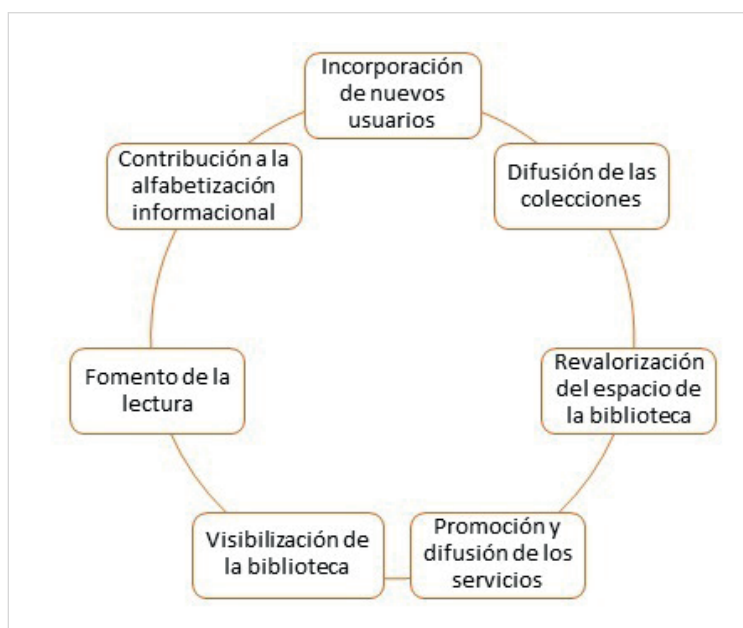 Incorporación
de nuevos
usuarios
Difusión de las
colecciones
Revalorización
del espacio de
la biblioteca
Promoción y
difusión de los
servicios
Visibilización de
la biblioteca
Fomento de la
lectura
Contribución a la
alfabetización
informacional